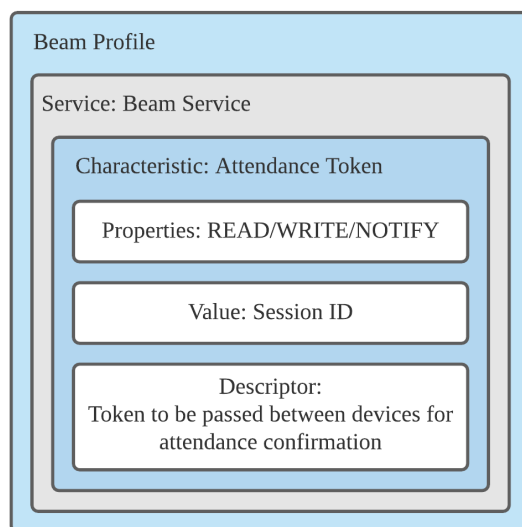 Beam Profile
Service: Beam Service
Characteristic: Attendance Token
Properties: READ/WRITE/NOTIFY
Value: Session ID
Descriptor:
Token to be passed between devices for
attendance confirmation